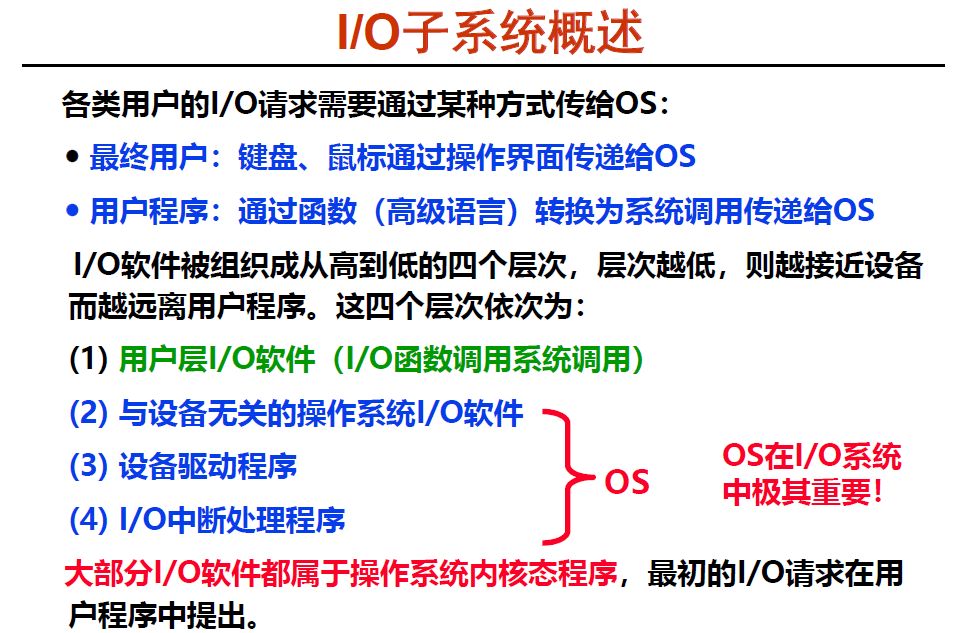 I/O子系统概述
各类用户的I/O请求需要通过某种方式传给OS：
• 最终用户：键盘、鼠标通过操作界面传递给OS
• 用户程序：通过函数（高级语言）转换为系统调用传递给OS
I/O软件被组织成从高到低的四个层次，层次越低，则越接近设备
而越远离用户程序。这四个层次依次为：
(1) 用户层I/O软件（I/O函数调用系统调用）
(2) 与设备无关的操作系统I/O软件
(3) 设备驱动程序
(4) I/O中断处理程序
OS
OS在I/O系统
中极其重要！
大部分I/O软件都属于操作系统内核态程序，最初的I/O请求在用
户程序中提出。